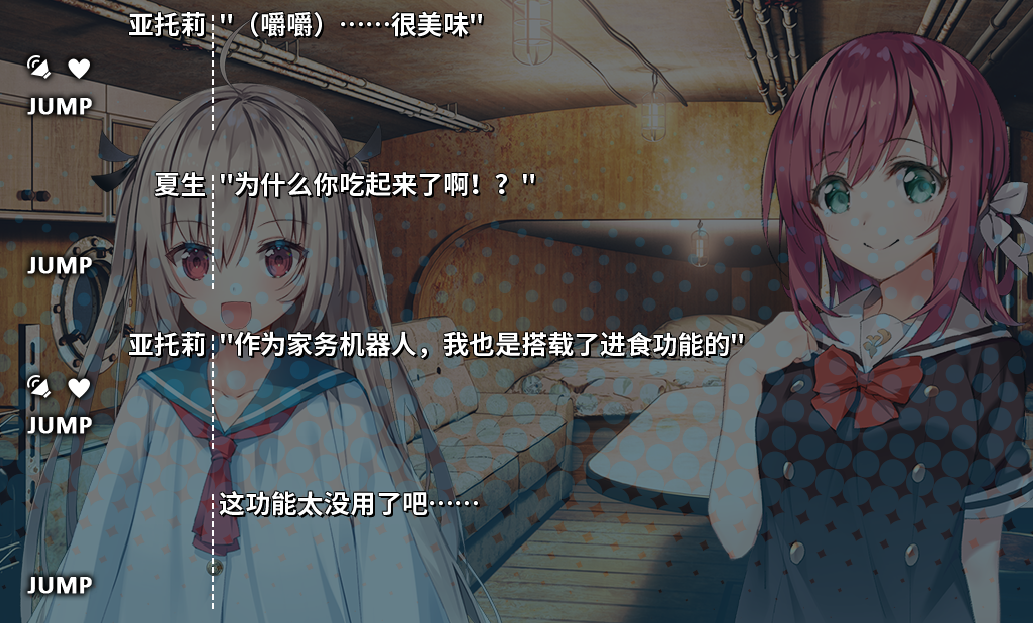 亚托莉 "（嚼嚼）……很美味"
JUMP
夏生 "为什么你吃起来了啊！？"
JUMP
亚托莉 "作为家务机器人，我也是搭载了进食功能的"
JUMP
这功能太没用了吧……
JUMP